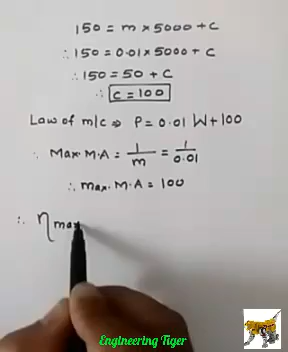 150 = m × 5000 + C
∴ 150 = 0.01 × 5000 + C
∴ 150 = 50 + C
∴ C = 100
Law of m/c ⇒ P = 0.01 W + 100
∴ Max. M.A = 1/m = 1/0.01
∴ max. M.A = 100
∴ η max
Engineering Tiger